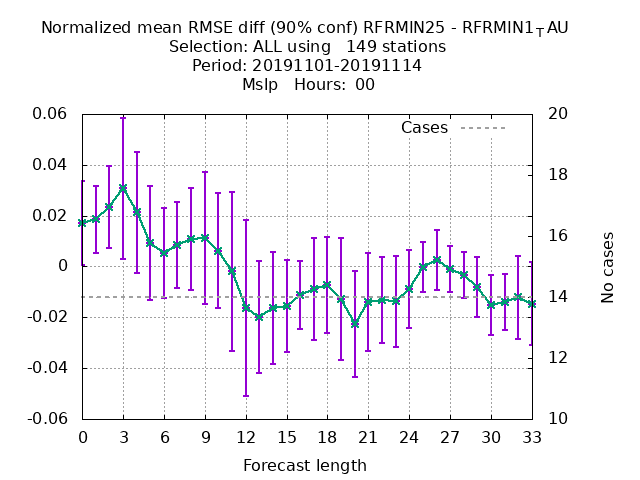 Normalized mean RMSE diff (90% conf) RFRMIN25 - RFRMIN1TAU
Selection: ALL using 149 stations
Period: 20191101-20191114
Mslp Hours: 00
Cases
0.06
0.04
0.02
0
-0.02
-0.04
-0.06
20
18
16
14
12
10
No cases
0 3 6 9 12 15 18 21 24 27 30 33
Forecast length